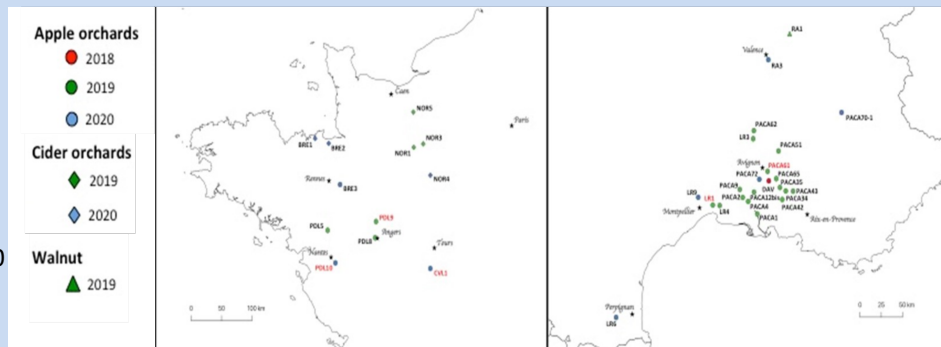 Apple orchards
2018
2019
2020
Cider orchards
2019
2020
Walnut
2019
0
Caen
NOR5
Paris
BRE1
BRE2
NOR3
NOR1
Rennes
BRE3
NOR4
PDL5
PDL9
PDL8
Angers
Tours
Nantes
PDL10
CVL1
0
50
100 km
RA1
Valence
RA3
PACA70-1
PACA62
LR3
PACA51
Avignon
PACA61
PACA72
PACA65
PACA35
DAV
PACA9
PACA43
LR9
PACA2
PACA12bis
PACA34
PACA4
PACA42
LR4
Montpellier
PACA1
Aix-en-Provence
Perpignan
LR6
0
25
50 km